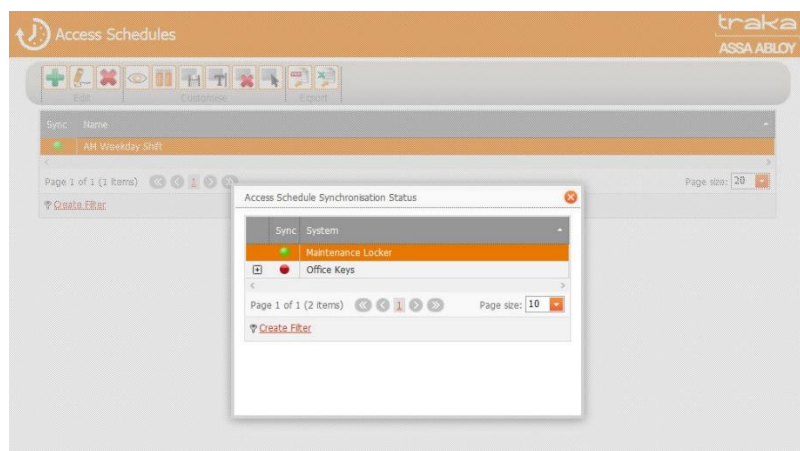 Access Schedules
traka
ASSA ABLOY
Edit Customise Export
Sync Name
AM Weekday Shift
Page 1 of 1 (1 items) 1 Page size: 20
Create Filter
Access Schedule Synchronisation Status
Sync System
Maintenance Locker
Office Keys
Page 1 of 1 (2 items) 1 Page size: 10
Create Filter